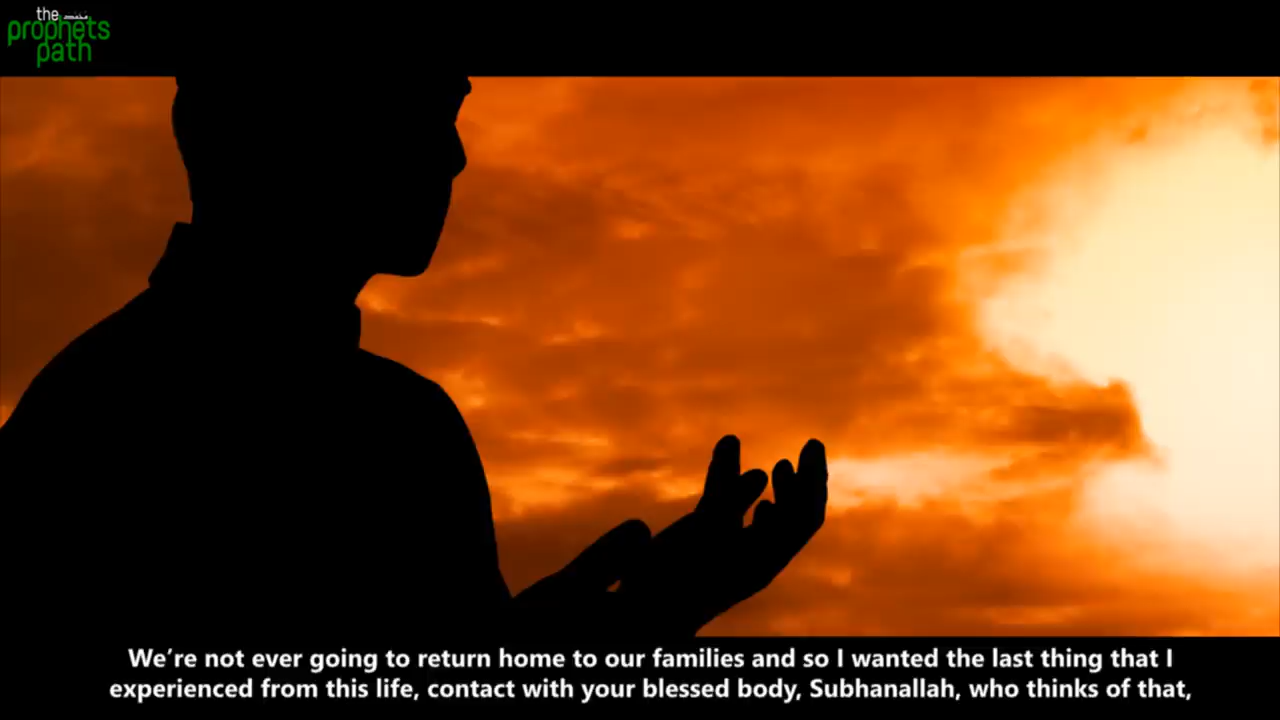 the
prophets
path
We're not ever going to return home to our families and so I wanted the last thing that I
experienced from this life, contact with your blessed body, Subhanallah, who thinks of that,